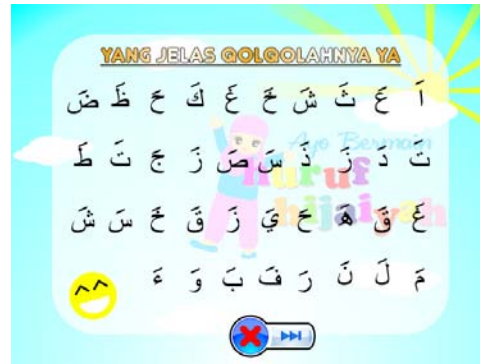 YANG JELAS QOLQOLAHNYA YA
اَ عَ ثَ شَ خَ غَ كَ حَ ظَ ضَ
تَ دَ زَ ذَ سَ صَ زَ جَ تَ طَ
غَ قَ هَ حَ يَ زَ قَ خَ سَ شَ
مَ لَ نَ رَ فَ بَ وَ ءَ
Ayo Bermain
huruf
hijaiyah